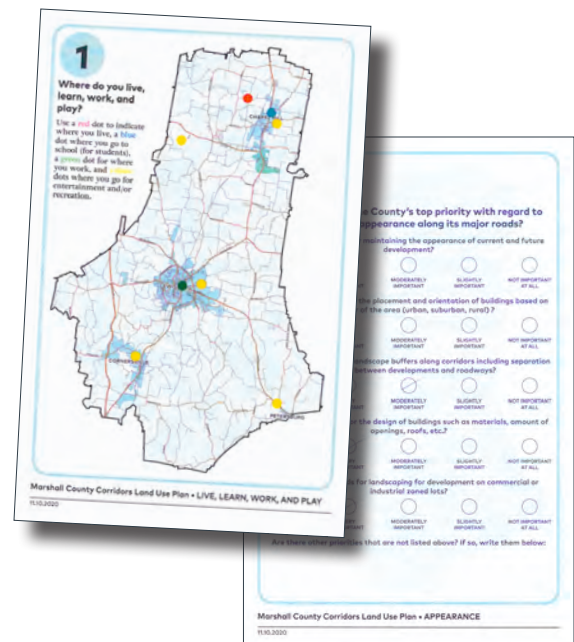 1
Where do you live,
learn, work, and
play?
Use a red dot to indicate
where you live, a blue
dot where you go to
school (for students),
a green dot for where
you work, and
dots where you go for
entertainment and/or
recreation.
CORNERSVILLE
PETERSBURG
Marshall County Corridors Land Use Plan • LIVE, LEARN, WORK, AND PLAY
11.10.2020
County's top priority with regard to
appearance along its major roads?
maintaining the appearance of current and future
development?
MODERATELY IMPORTANT SLIGHTLY IMPORTANT NOT IMPORTANT AT ALL
the placement and orientation of buildings based on
of the area (urban, suburban, rural)?
MODERATELY IMPORTANT SLIGHTLY IMPORTANT NOT IMPORTANT AT ALL
landscape buffers along corridors including separation
between developments and roadways?
MODERATELY IMPORTANT SLIGHTLY IMPORTANT NOT IMPORTANT AT ALL
the design of buildings such as materials, amount of
openings, roofs, etc.?
MODERATELY IMPORTANT SLIGHTLY IMPORTANT NOT IMPORTANT AT ALL
for landscaping for development on commercial or
industrial zoned lots?
MODERATELY IMPORTANT SLIGHTLY IMPORTANT NOT IMPORTANT AT ALL
Are there other priorities that are not listed above? If so, write them below:
Marshall County Corridors Land Use Plan • APPEARANCE
11.10.2020